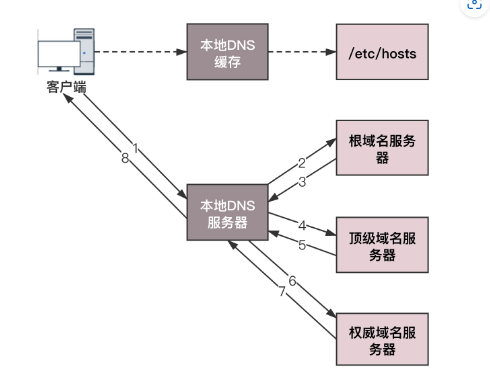 本地DNS
缓存
/etc/hosts
客户端
根域名服务
器
1
8
2
3
本地DNS
服务器
4
5
顶级域名服
务器
6
7
权威域名服
务器